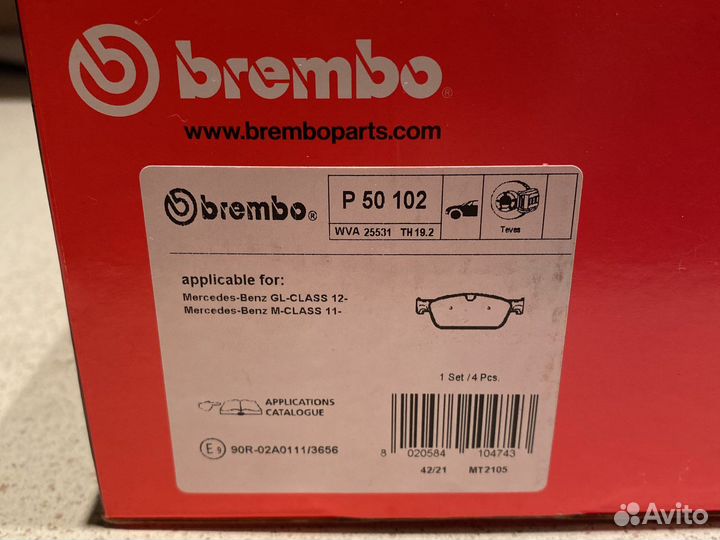 brembo®
www.bremboparts.com
brembo®
P 50 102
WVA 25531 TH 19.2
Teves
applicable for:
Mercedes-Benz GL-CLASS 12-
Mercedes-Benz M-CLASS 11-
1 Set / 4 Pcs.
APPLICATIONS
CATALOGUE
E9 90R-02A0111/3656
8 020584 104743
42/21 MT2105
Avito